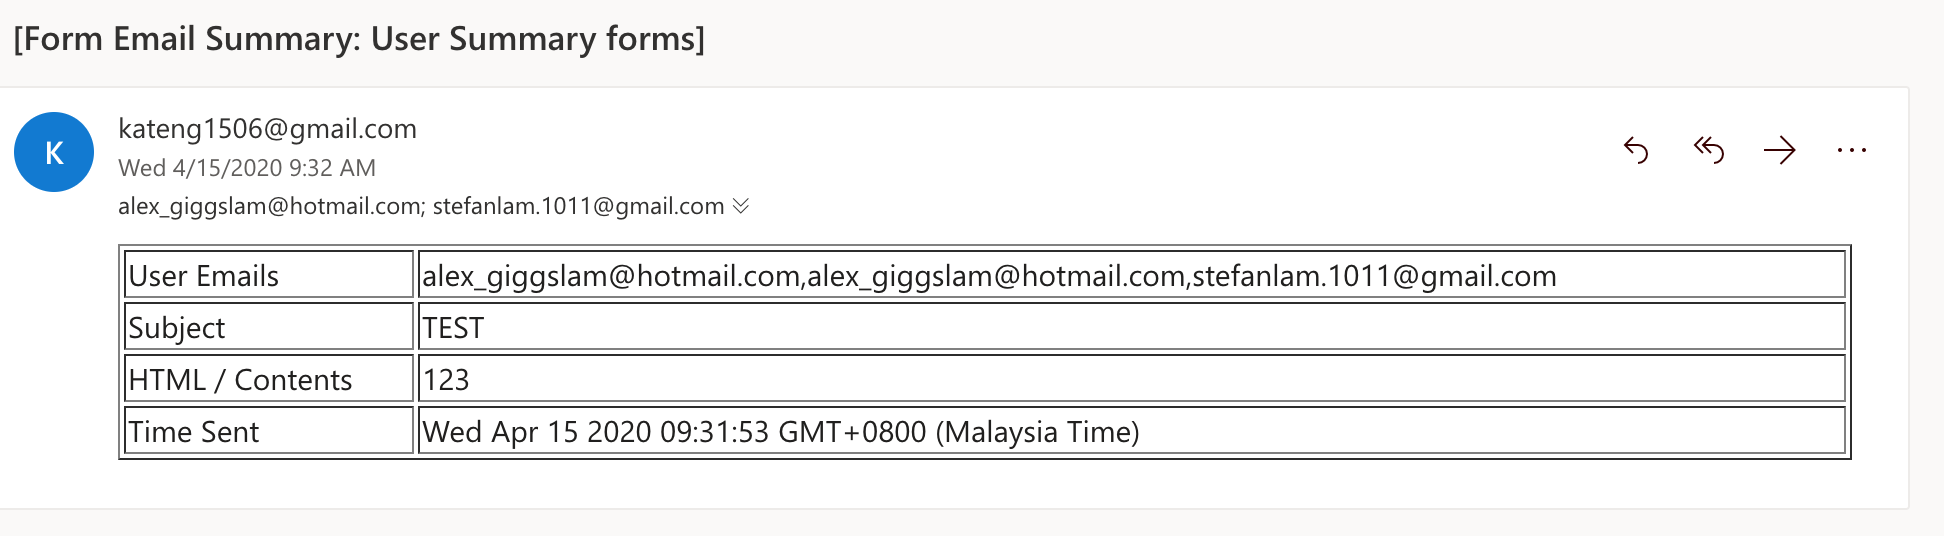 [Form Email Summary: User Summary forms]
K
kateng1506@gmail.com
Wed 4/15/2020 9:32 AM
alex_giggslam@hotmail.com; stefanlam.1011@gmail.com
User Emails alex_giggslam@hotmail.com,alex_giggslam@hotmail.com,stefanlam.1011@gmail.com
Subject TEST
HTML / Contents 123
Time Sent Wed Apr 15 2020 09:31:53 GMT+0800 (Malaysia Time)